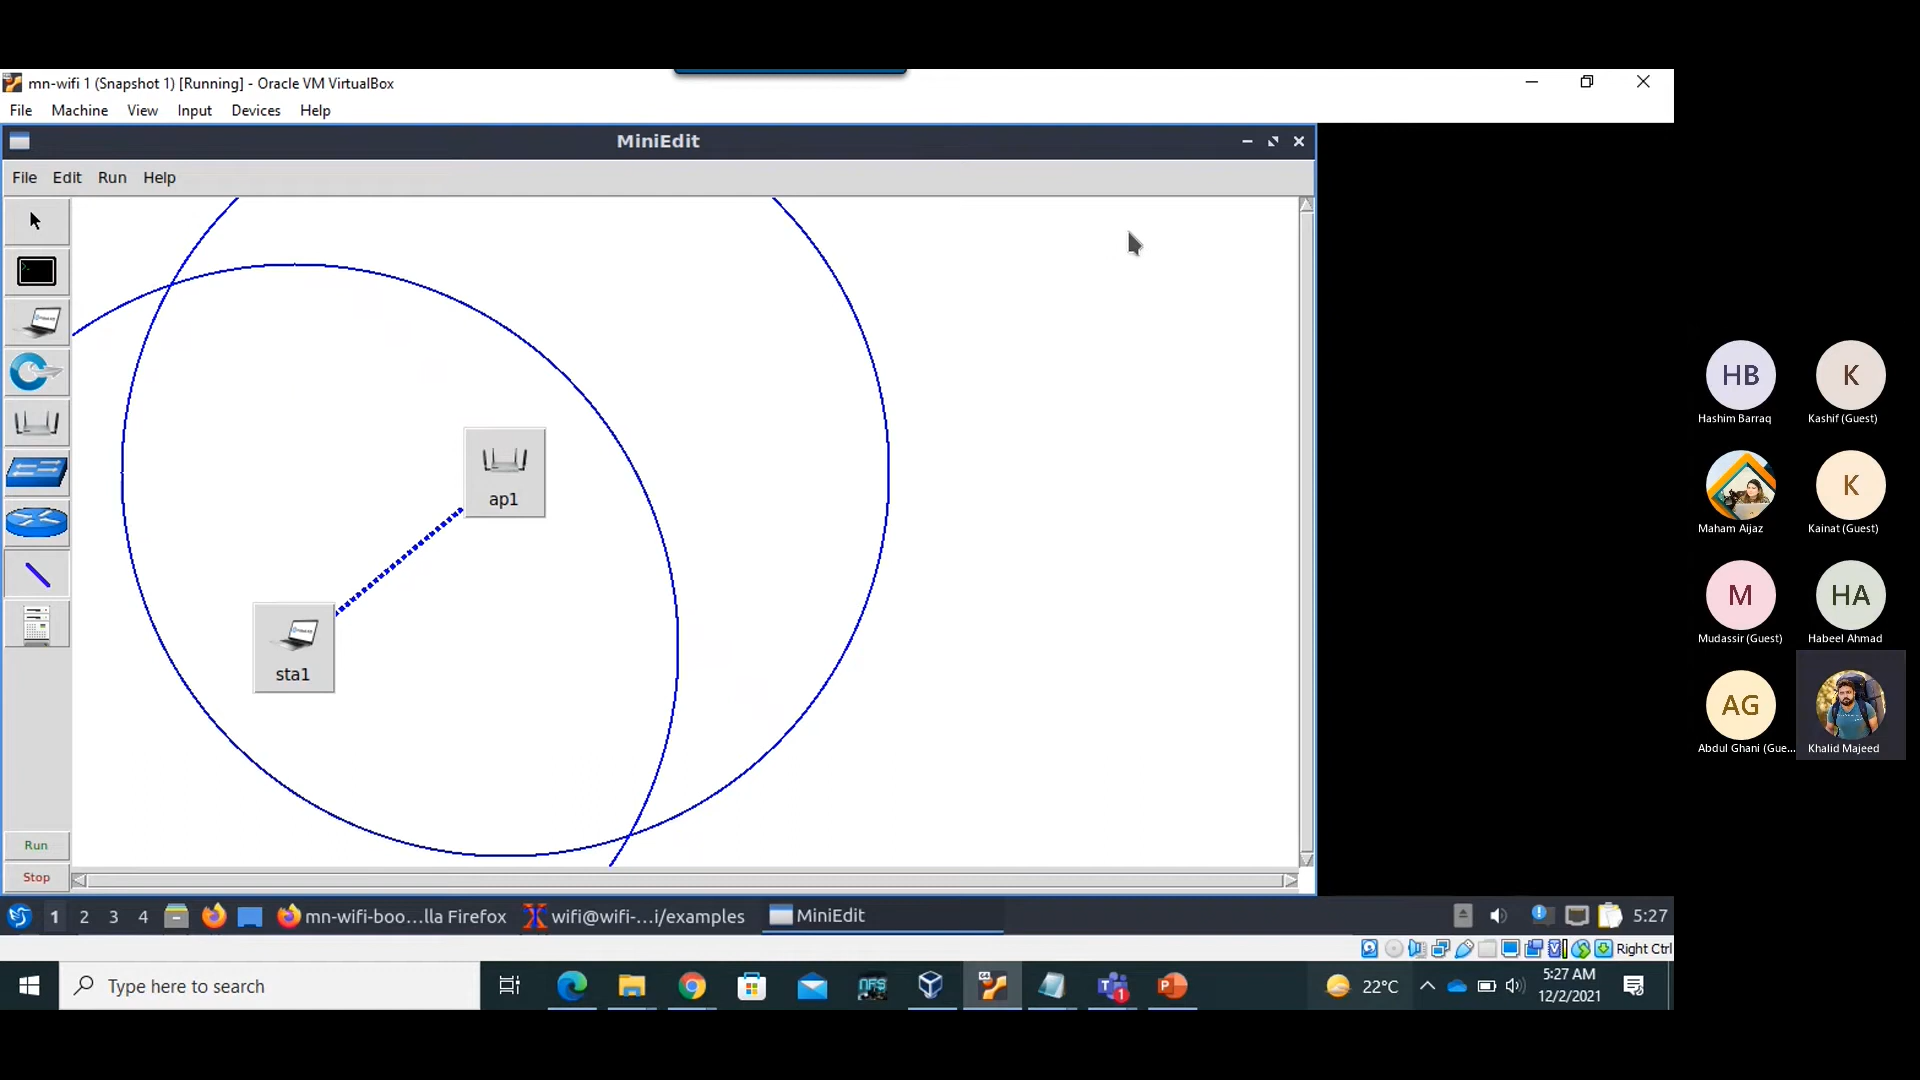 mn-wifi 1 (Snapshot 1) [Running] - Oracle VM VirtualBox
File Machine View Input Devices Help
MiniEdit
File Edit Run Help
ap1
sta1
Run
Stop
HB
Hashim Barraq
K
Kashif (Guest)
Maham Aijaz
K
Kainat (Guest)
M
Mudassir (Guest)
HA
Habeel Ahmad
AG
Abdul Ghani (Gue...
Khalid Majeed
1 2 3 4 mn-wifi-boo...lla Firefox wifi@wifi-...i/examples MiniEdit 5:27
Right Ctrl
Type here to search
64
1
22°C
5:27 AM
12/2/2021